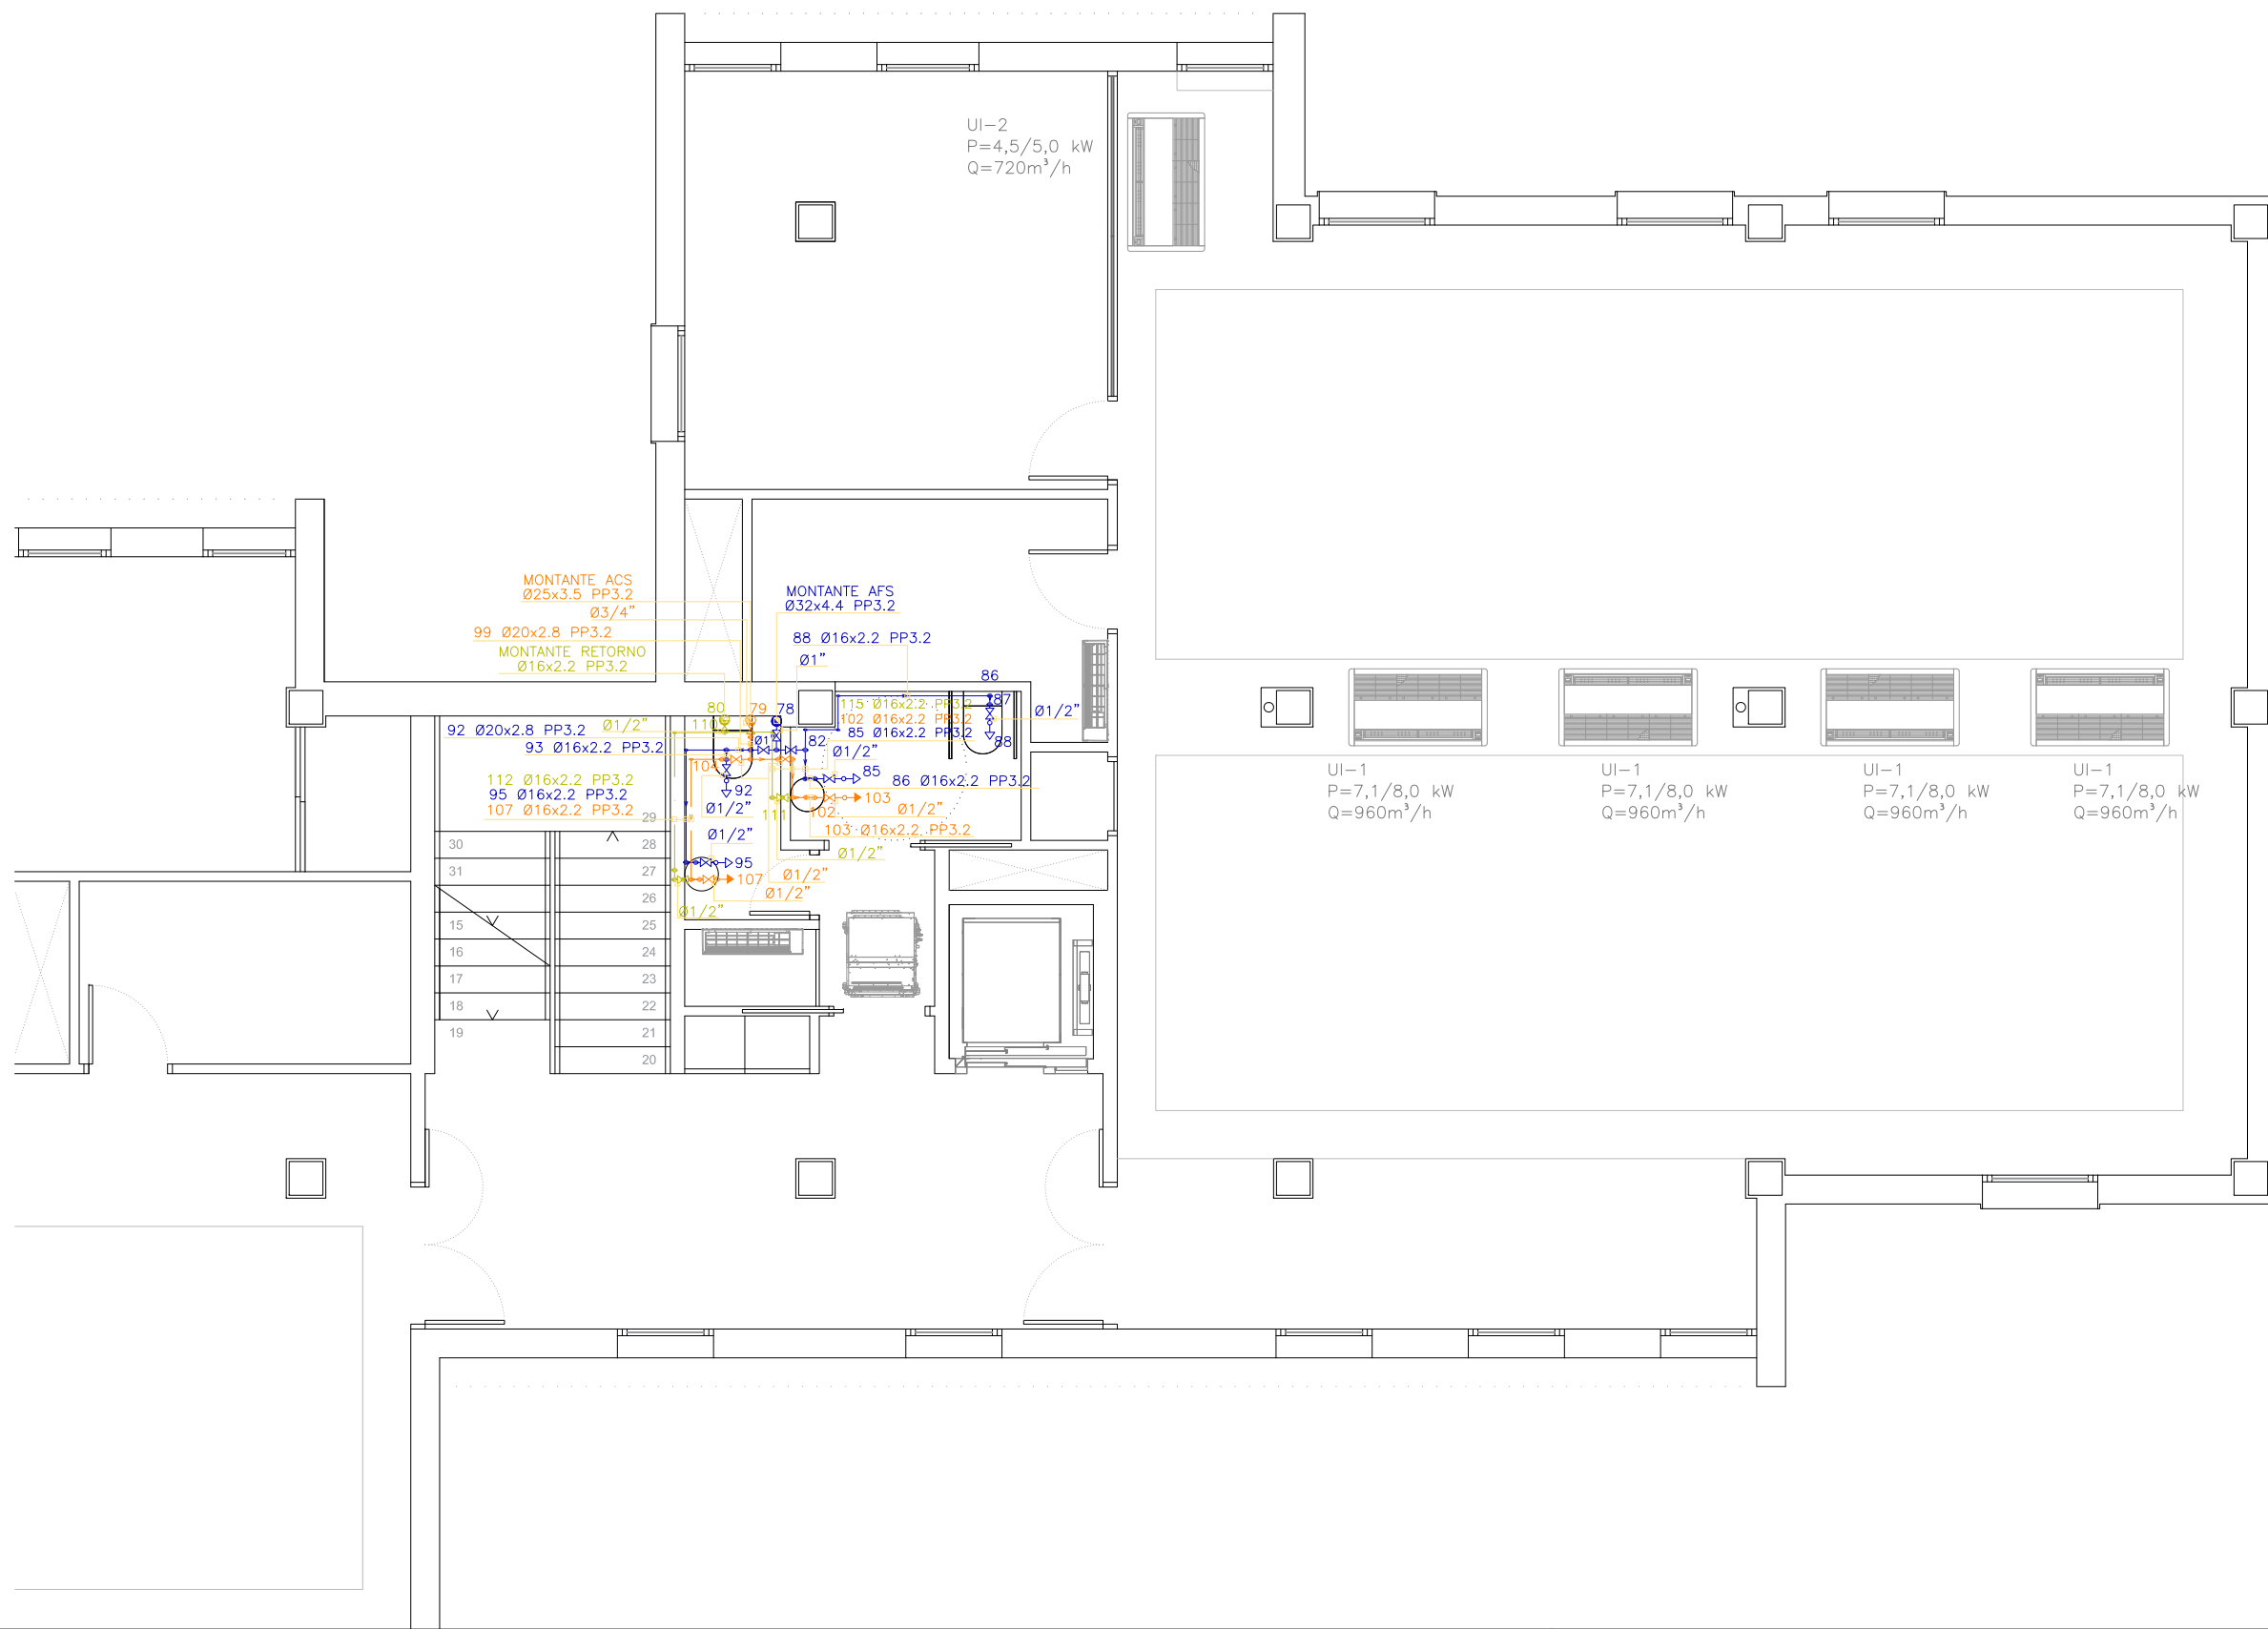 UI-2
P=4,5/5,0 kW
Q=720m³/h
MONTANTE ACS
Ø25x3.5 PP3.2
Ø3/4"
99 Ø20x2.8 PP3.2
MONTANTE RETORNO
Ø16x2.2 PP3.2
MONTANTE AFS
Ø32x4.4 PP3.2
88 Ø16x2.2 PP3.2
Ø1"
86
87
Ø1/2"
88
80
79
78
110
115 Ø16x2.2 PP3.2
102 Ø16x2.2 PP3.2
85 Ø16x2.2 PP3.2
92 Ø20x2.8 PP3.2
Ø1/2"
93 Ø16x2.2 PP3.2
82
Ø1/2"
85
86 Ø16x2.2 PP3.2
104
112 Ø16x2.2 PP3.2
95 Ø16x2.2 PP3.2
107 Ø16x2.2 PP3.2
92
Ø1/2"
111
102
103
Ø1/2"
103 Ø16x2.2 PP3.2
Ø1/2"
Ø1/2"
95
107
Ø1/2"
Ø1/2"
Ø1/2"
UI-1
P=7,1/8,0 kW
Q=960m³/h
UI-1
P=7,1/8,0 kW
Q=960m³/h
UI-1
P=7,1/8,0 kW
Q=960m³/h
UI-1
P=7,1/8,0 kW
Q=960m³/h
29
30
28
31
27
26
15
25
16
24
17
23
18
22
19
21
20